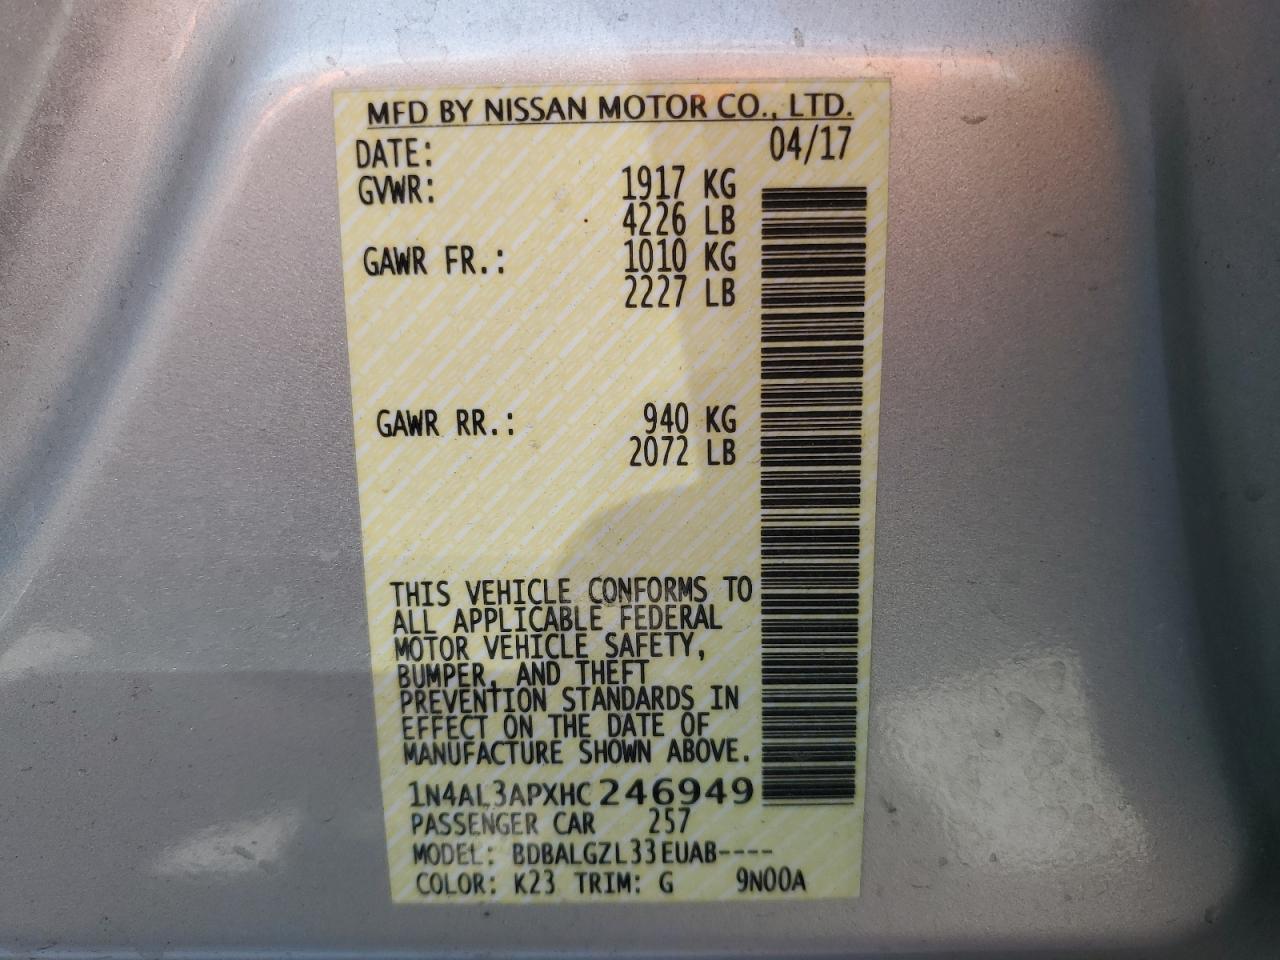 MFD BY NISSAN MOTOR CO., LTD.
DATE: 04/17
GVWR: 1917 KG
4226 LB
GAWR FR.: 1010 KG
2227 LB
GAWR RR.: 940 KG
2072 LB
THIS VEHICLE CONFORMS TO
ALL APPLICABLE FEDERAL
MOTOR VEHICLE SAFETY,
BUMPER, AND THEFT
PREVENTION STANDARDS IN
EFFECT ON THE DATE OF
MANUFACTURE SHOWN ABOVE.
1N4AL3APXHC246949
PASSENGER CAR 257
MODEL: BDBALGZL33EUAB----
COLOR: K23 TRIM: G 9N00A